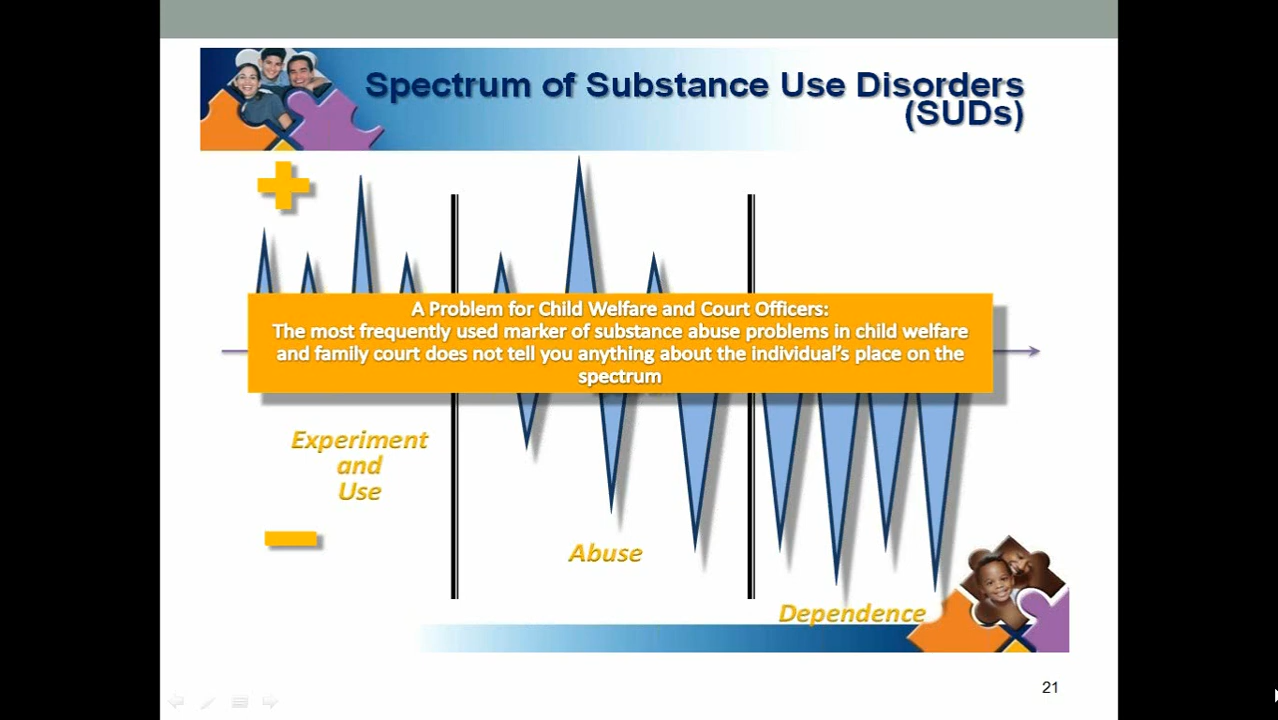 Spectrum of Substance Use Disorders
(SUDs)
A Problem for Child Welfare and Court Officers:
The most frequently used marker of substance abuse problems in child welfare
and family court does not tell you anything about the individual's place on the
spectrum
Experiment
and
Use
Abuse
Dependence
21